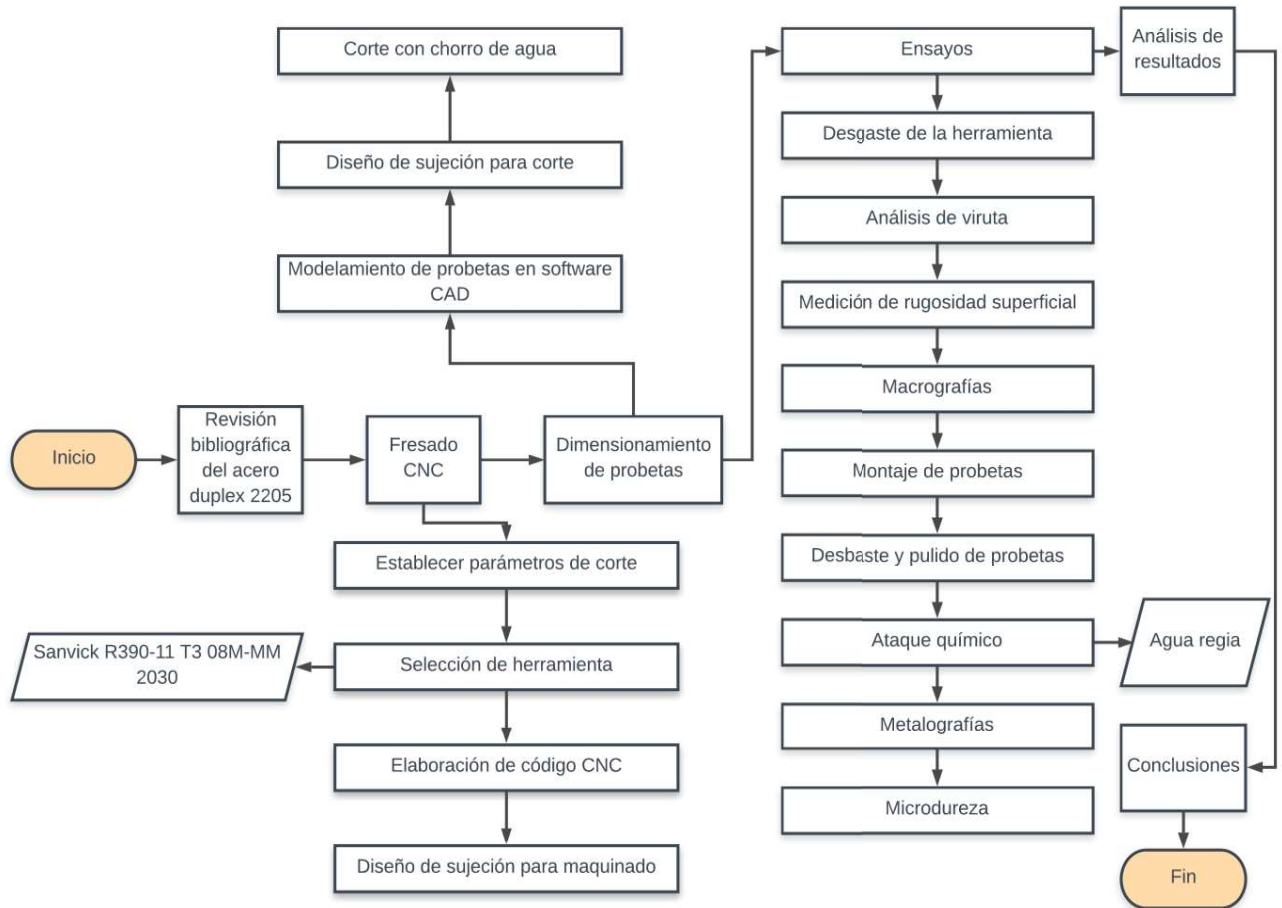 Inicio
Revisión
bibliográfica
del acero
duplex 2205
Fresado
CNC
Dimensionamiento
de probetas
Modelamiento de probetas en software
CAD
Diseño de sujeción para corte
Corte con chorro de agua
Establecer parámetros de corte
Selección de herramienta
Sanvick R390-11 T3 08M-MM
2030
Elaboración de código CNC
Diseño de sujeción para maquinado
Ensayos
Desgaste de la herramienta
Análisis de viruta
Medición de rugosidad superficial
Macrografías
Montaje de probetas
Desbaste y pulido de probetas
Ataque químico
Agua regia
Metalografías
Microdureza
Análisis de
resultados
Conclusiones
Fin